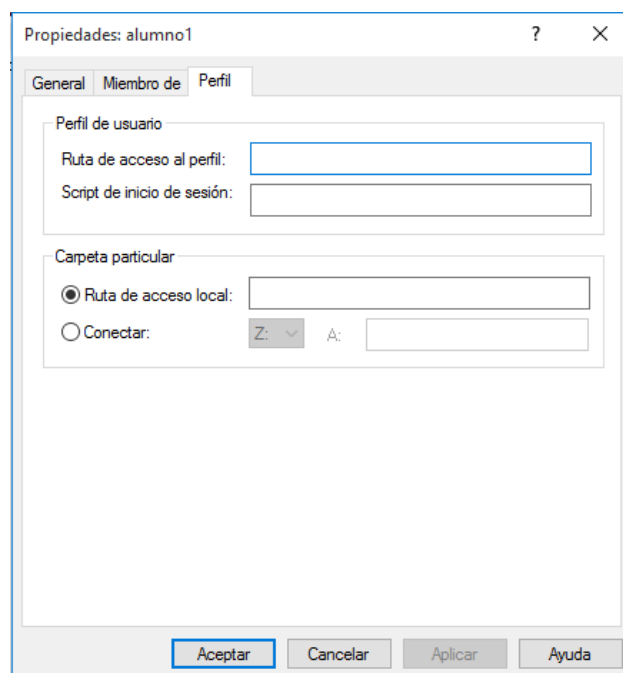 Propiedades: alumno1 ?
General Miembro de Perfil
Perfil de usuario
Ruta de acceso al perfil:
Script de inicio de sesión:
Carpeta particular
Ruta de acceso local:
Conectar: Z: A:
Aceptar Cancelar Aplicar Ayuda